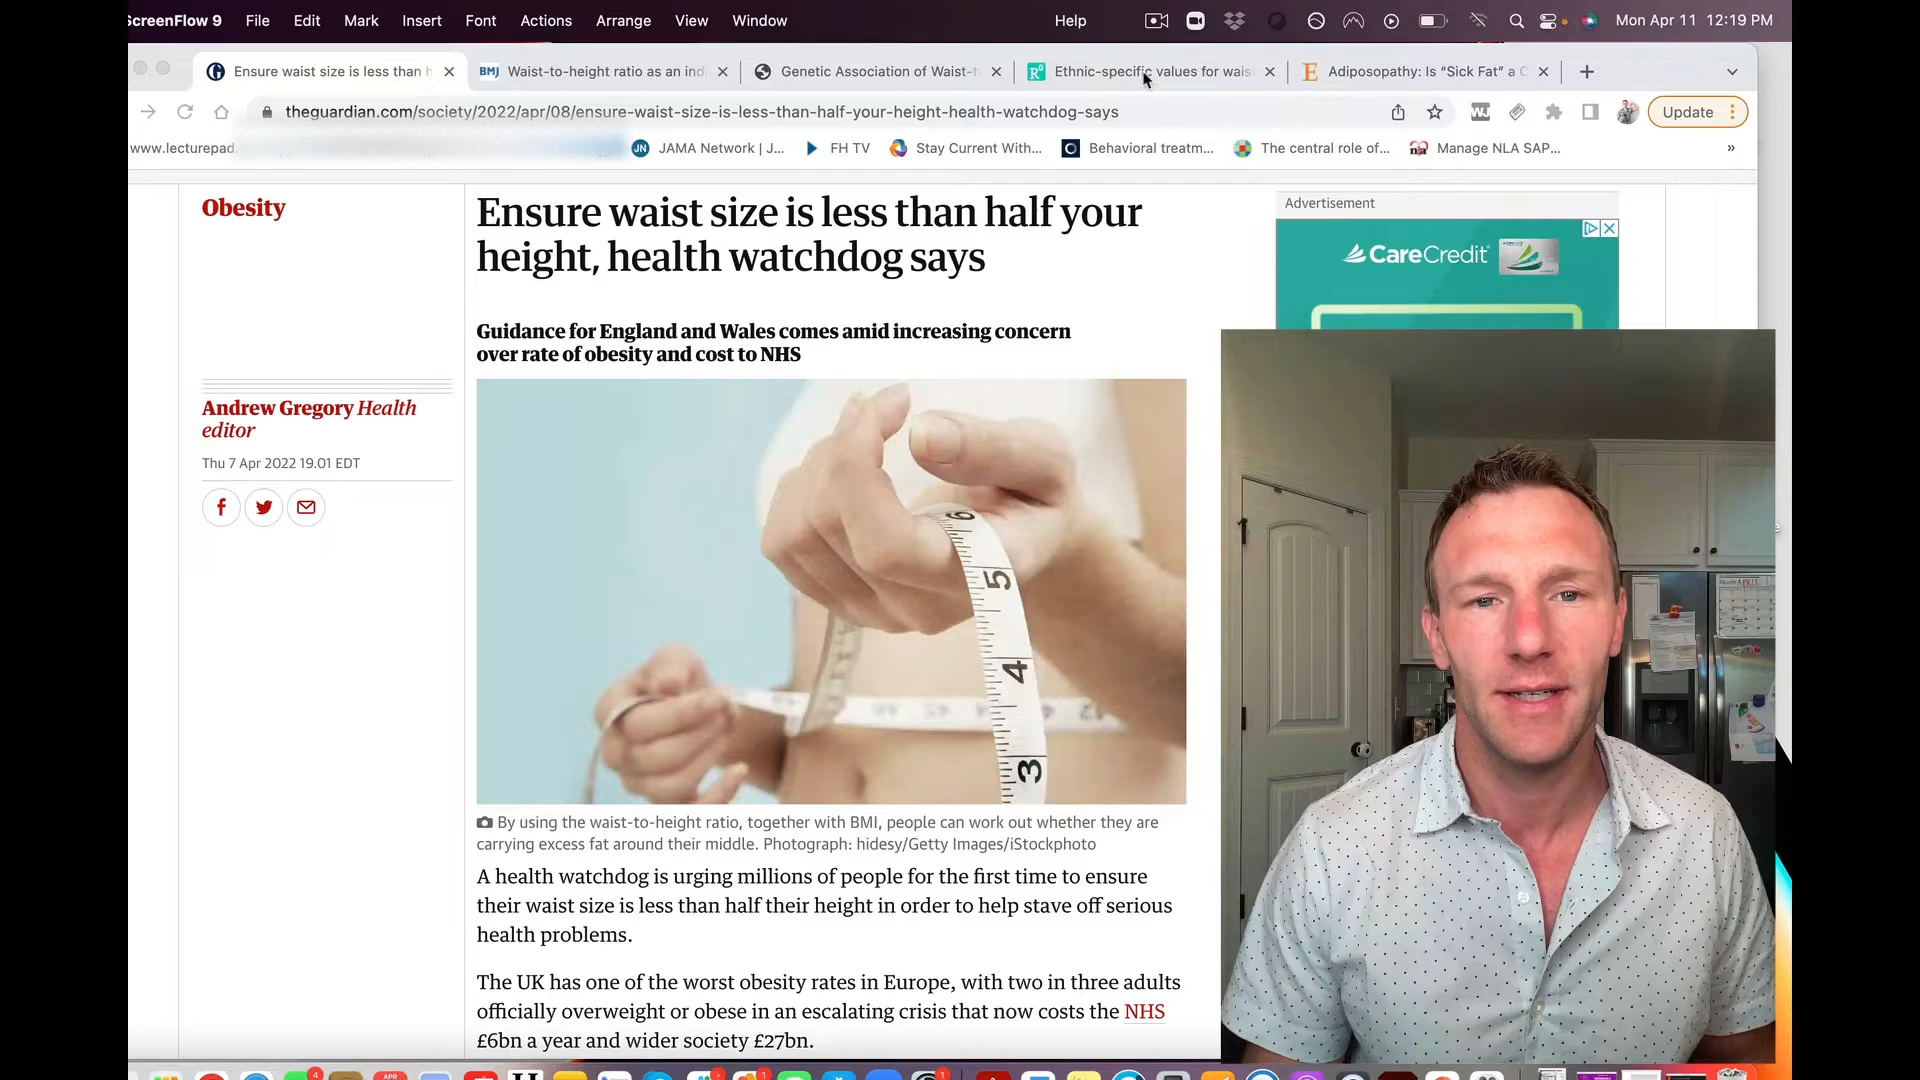 ScreenFlow 9 File Edit Mark Insert Font Actions Arrange View Window Help Mon Apr 11 12:19 PM
Ensure waist size is less than h BMJ Waist-to-height ratio as an ind Genetic Association of Waist-t Ethnic-specific values for wais Adiposopathy: Is “Sick Fat” a C
theguardian.com/society/2022/apr/08/ensure-waist-size-is-less-than-half-your-height-health-watchdog-says Update
www.lecturepad. JN JAMA Network | J... FH TV Stay Current With... Behavioral treatm... The central role of... Manage NLA SAP... »
Obesity
Ensure waist size is less than half your
height, health watchdog says
Guidance for England and Wales comes amid increasing concern
over rate of obesity and cost to NHS
Andrew Gregory Health
editor
Thu 7 Apr 2022 19.01 EDT
6
5
4
3
By using the waist-to-height ratio, together with BMI, people can work out whether they are
carrying excess fat around their middle. Photograph: hidesy/Getty Images/iStockphoto
A health watchdog is urging millions of people for the first time to ensure
their waist size is less than half their height in order to help stave off serious
health problems.
The UK has one of the worst obesity rates in Europe, with two in three adults
officially overweight or obese in an escalating crisis that now costs the NHS
£6bn a year and wider society £27bn.
Advertisement
CareCredit
APRIL
4 APR 1 1